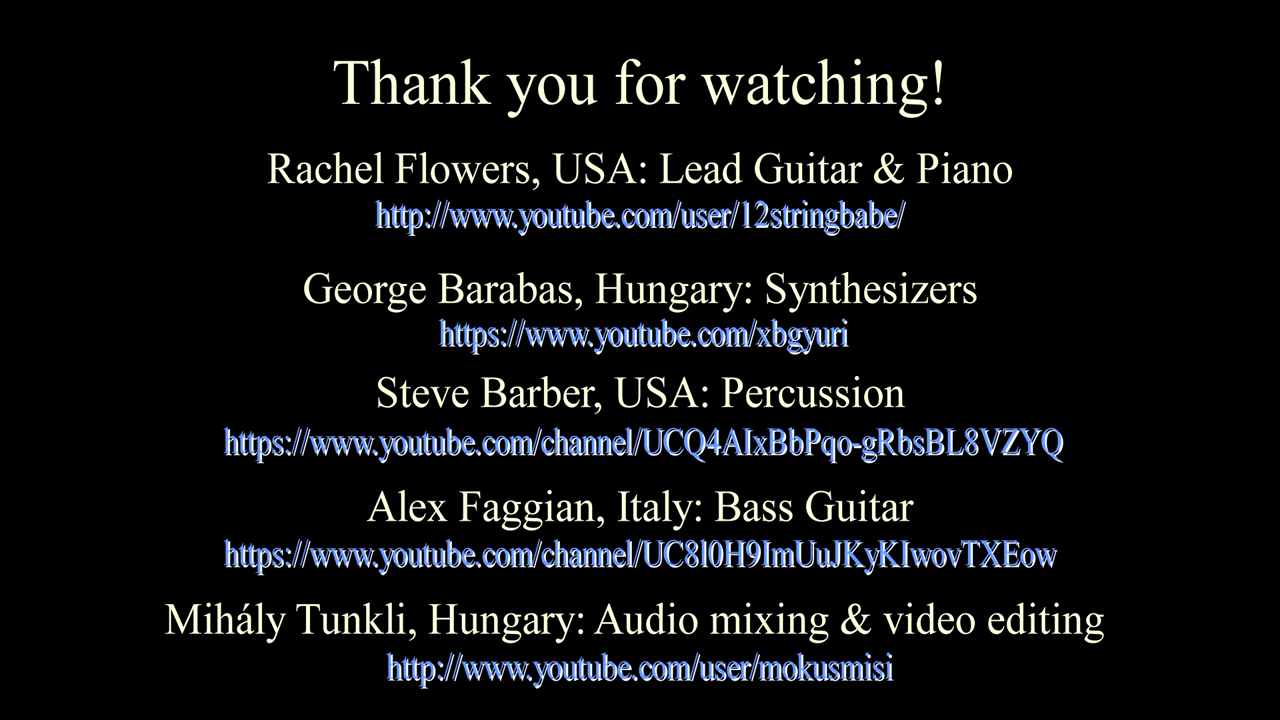 Thank you for watching!
Rachel Flowers, USA: Lead Guitar & Piano
http://www.youtube.com/user/12stringbabe/
George Barabas, Hungary: Synthesizers
https://www.youtube.com/xbgyuri
Steve Barber, USA: Percussion
https://www.youtube.com/channel/UCQ4AIxBbPqo-gRbsBL8VZYQ
Alex Faggian, Italy: Bass Guitar
https://www.youtube.com/channel/UC8l0H9ImUuJKyKIwovTXEow
Mihály Tunkli, Hungary: Audio mixing & video editing
http://www.youtube.com/user/mokusmisi